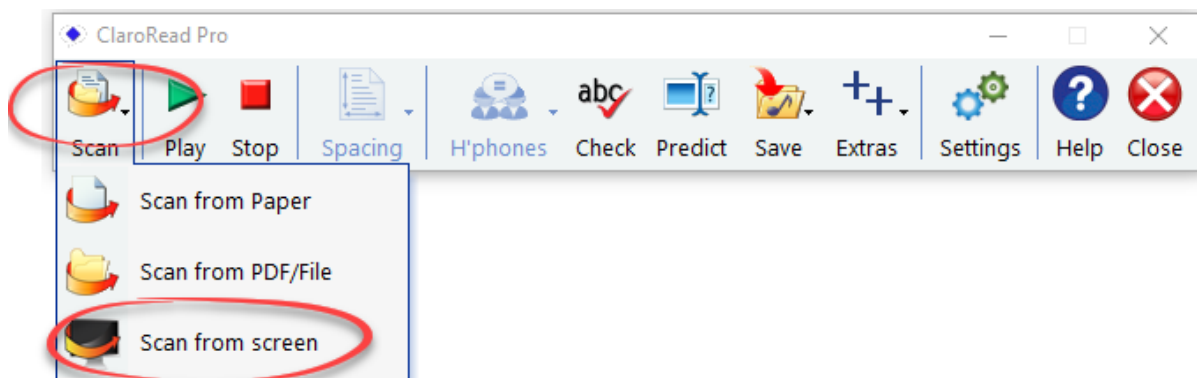 ClaroRead Pro
abc ?
Scan Play Stop Spacing H'phones Check Predict Save Extras Settings Help Close
Scan from Paper
Scan from PDF/File
Scan from screen